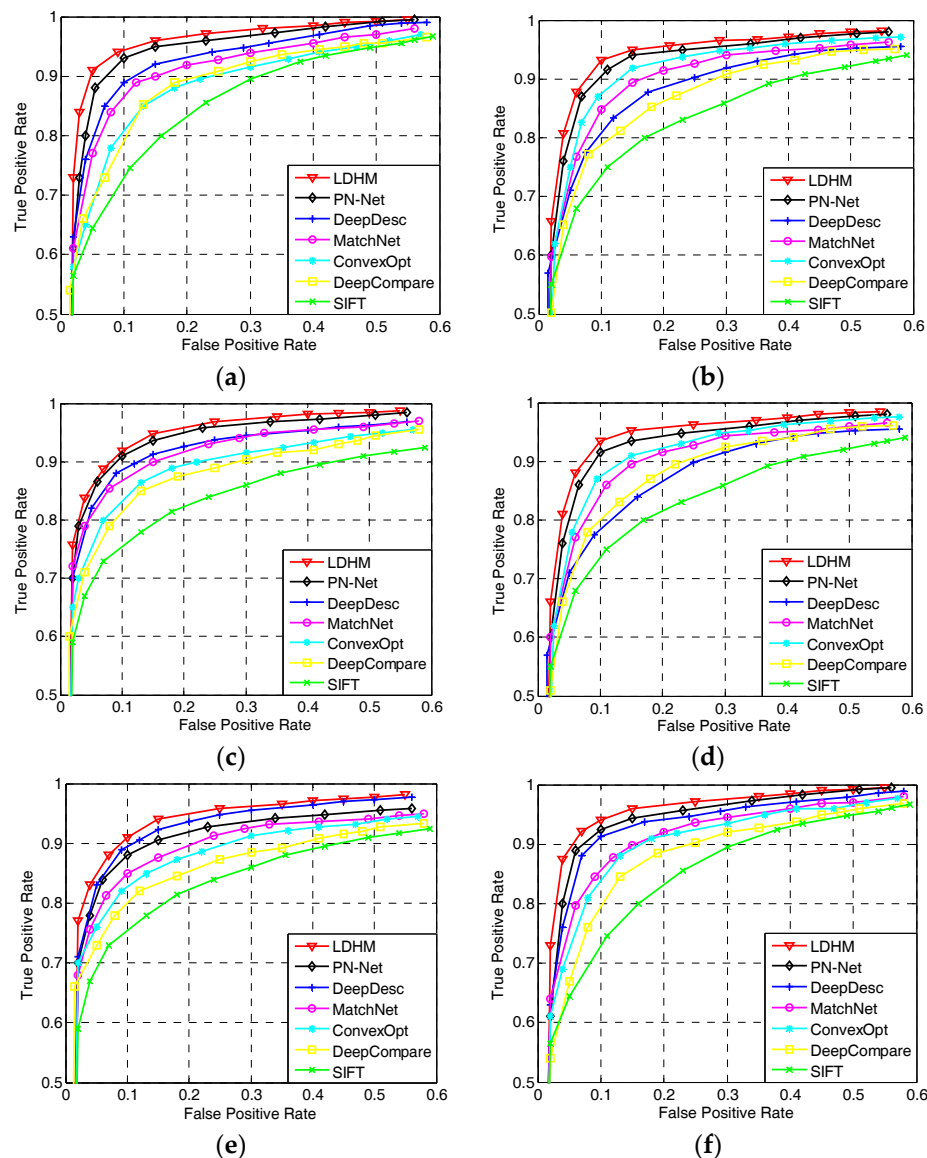 1
0.9
0.8
0.7
0.6
0.5
True Positive Rate
LDHM
PN-Net
DeepDesc
MatchNet
ConvexOpt
DeepCompare
SIFT
0 0.1 0.2 0.3 0.4 0.5 0.6
False Positive Rate
(a)
1
0.9
0.8
0.7
0.6
0.5
True Positive Rate
LDHM
PN-Net
DeepDesc
MatchNet
ConvexOpt
DeepCompare
SIFT
0 0.1 0.2 0.3 0.4 0.5 0.6
False Positive Rate
(b)
1
0.9
0.8
0.7
0.6
0.5
True Positive Rate
LDHM
PN-Net
DeepDesc
MatchNet
ConvexOpt
DeepCompare
SIFT
0 0.1 0.2 0.3 0.4 0.5 0.6
False Positive Rate
(c)
1
0.9
0.8
0.7
0.6
0.5
True Positive Rate
LDHM
PN-Net
DeepDesc
MatchNet
ConvexOpt
DeepCompare
SIFT
0 0.1 0.2 0.3 0.4 0.5 0.6
False Positive Rate
(d)
1
0.9
0.8
0.7
0.6
0.5
True Positive Rate
LDHM
PN-Net
DeepDesc
MatchNet
ConvexOpt
DeepCompare
SIFT
0 0.1 0.2 0.3 0.4 0.5 0.6
False Positive Rate
(e)
1
0.9
0.8
0.7
0.6
0.5
True Positive Rate
LDHM
PN-Net
DeepDesc
MatchNet
ConvexOpt
DeepCompare
SIFT
0 0.1 0.2 0.3 0.4 0.5 0.6
False Positive Rate
(f)